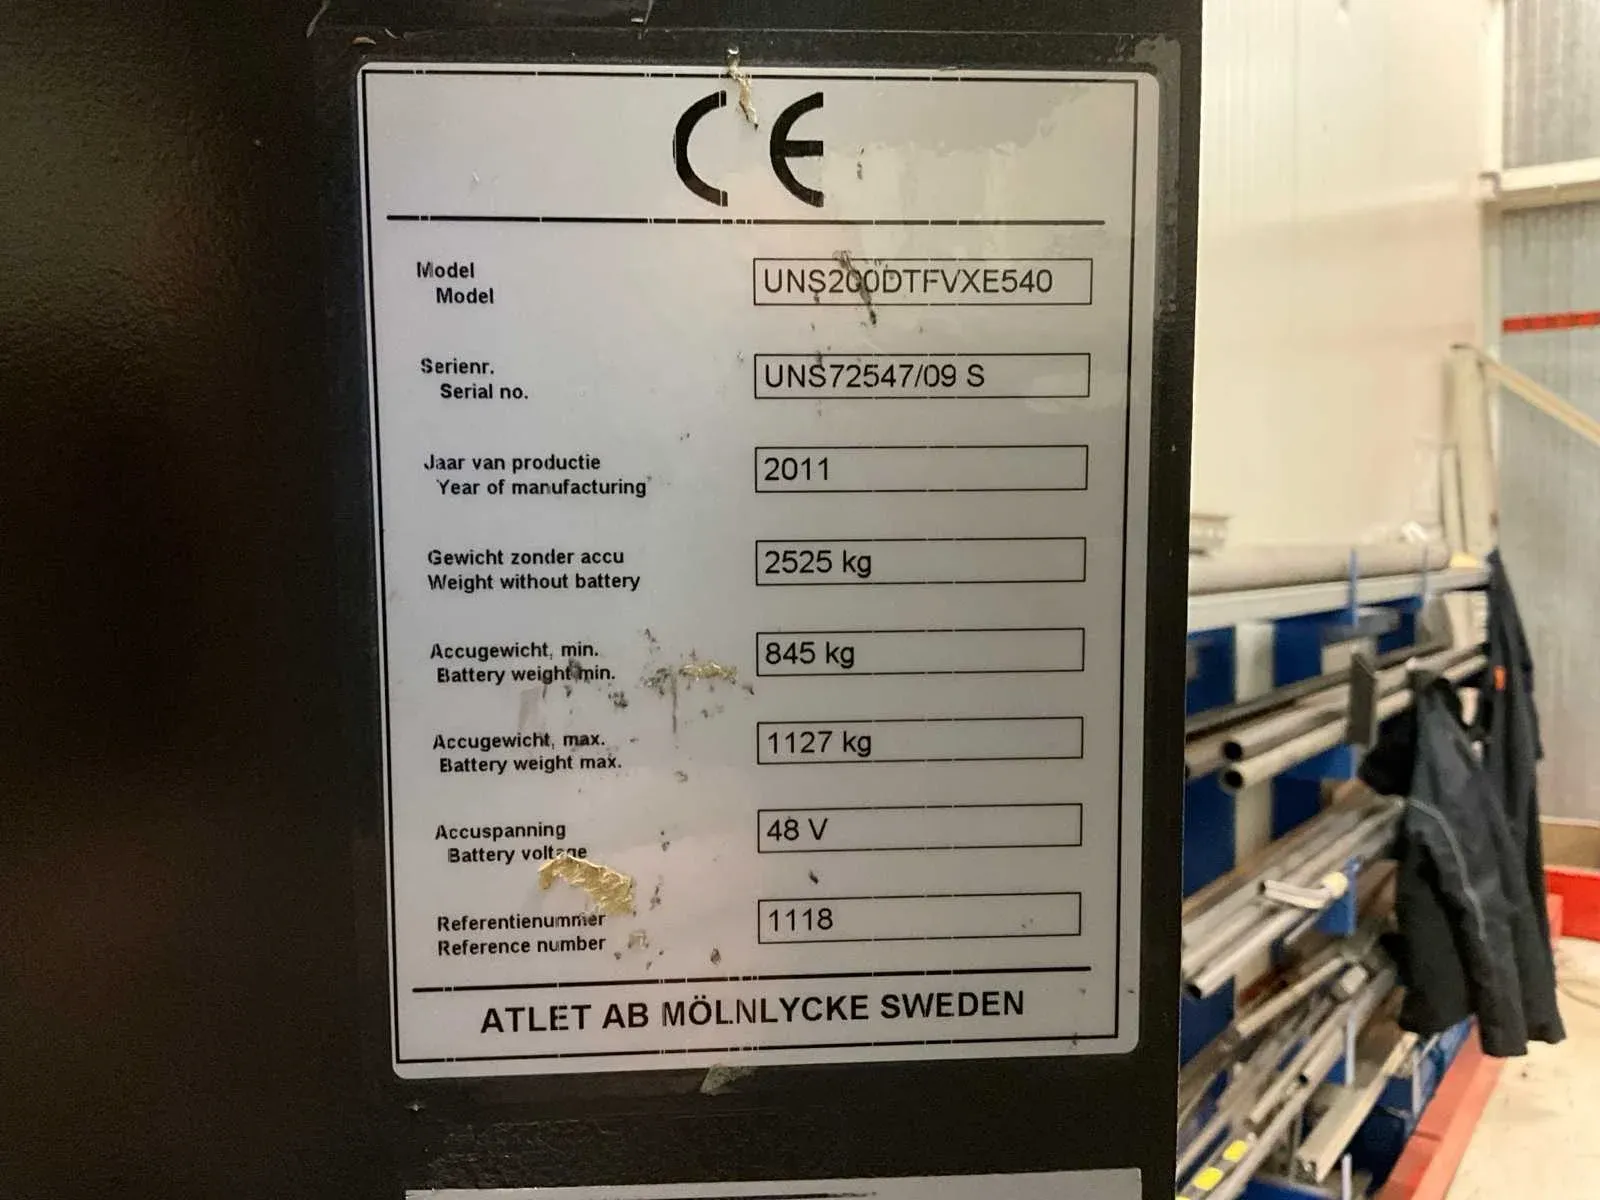 CE
Model
Model
UNS200DTFVXE540
Serienr.
Serial no.
UNS72547/09 S
Jaar van productie
Year of manufacturing
2011
Gewicht zonder accu
Weight without battery
2525 kg
Accugewicht, min.
Battery weight min.
845 kg
Accugewicht, max.
Battery weight max.
1127 kg
Accuspanning
Battery voltage
48 V
Referentienummer
Reference number
1118
ATLET AB MÖLNLYCKE SWEDEN